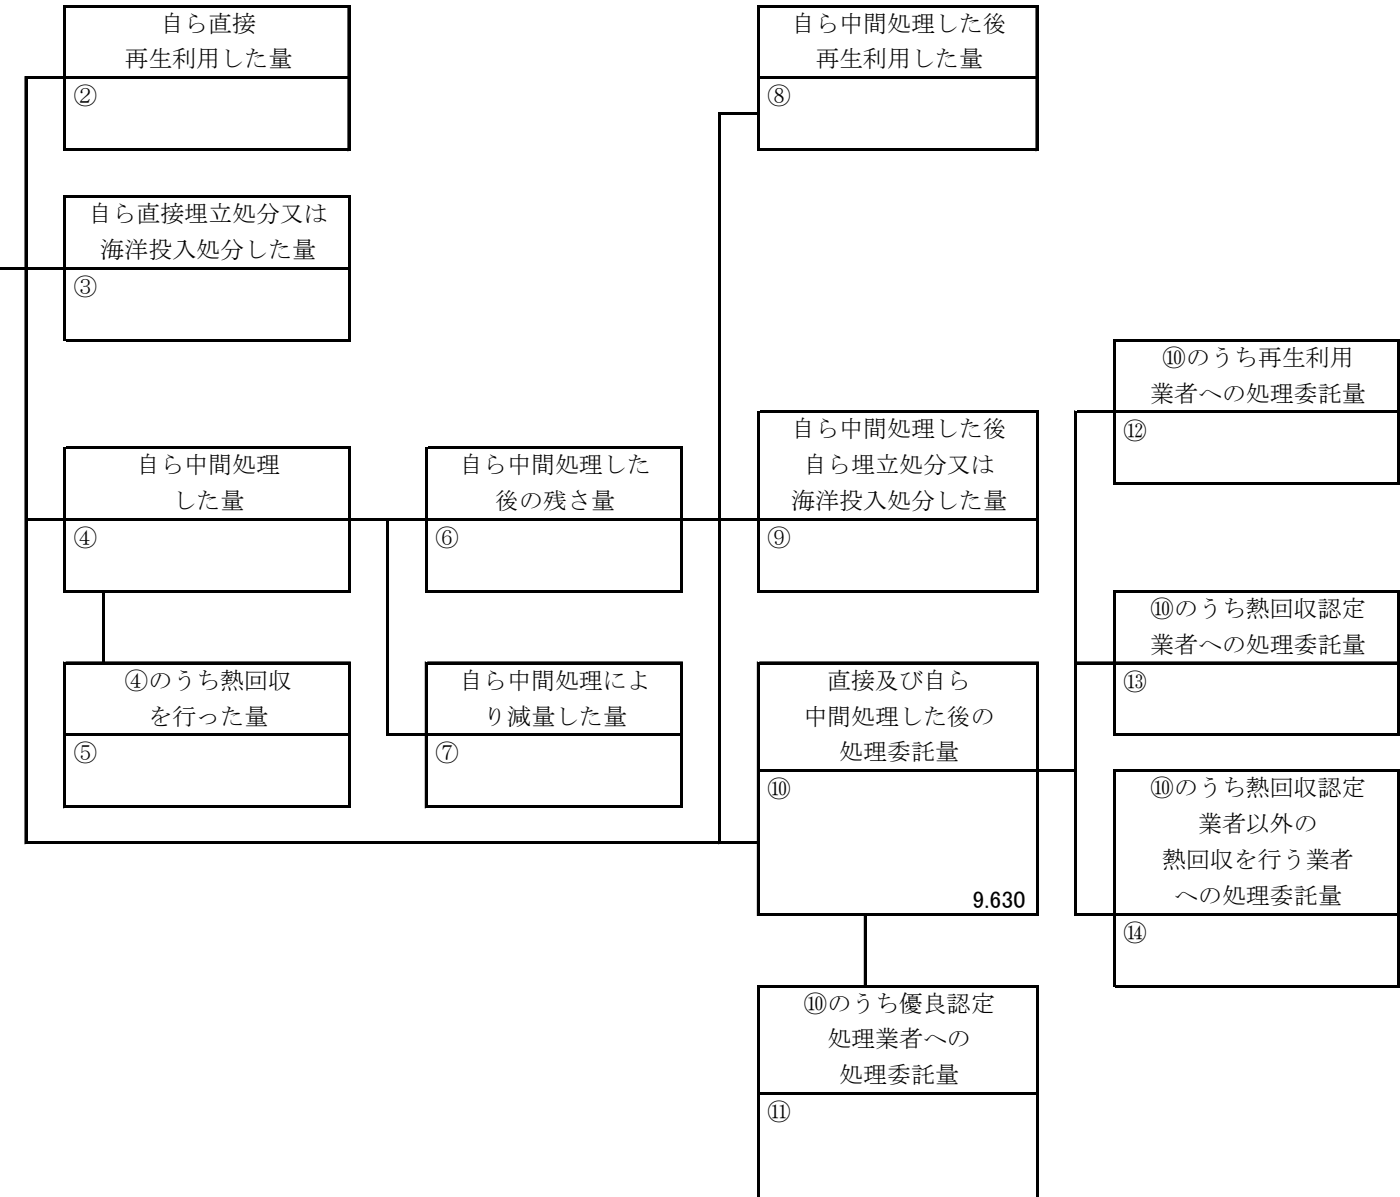 自ら直接
再生利用した量
②
自ら中間処理した後
再生利用した量
⑧
自ら直接埋立処分又は
海洋投入処分した量
③
⑩のうち再生利用
業者への処理委託量
⑫
自ら中間処理
した量
④
自ら中間処理した
後の残さ量
⑥
自ら中間処理した後
自ら埋立処分又は
海洋投入処分した量
⑨
⑩のうち熱回収認定
業者への処理委託量
⑬
④のうち熱回収
を行った量
⑤
自ら中間処理によ
り減量した量
⑦
直接及び自ら
中間処理した後の
処理委託量
⑩
9.630
⑩のうち熱回収認定
業者以外の
熱回収を行う業者
への処理委託量
⑭
⑩のうち優良認定
処理業者への
処理委託量
⑪